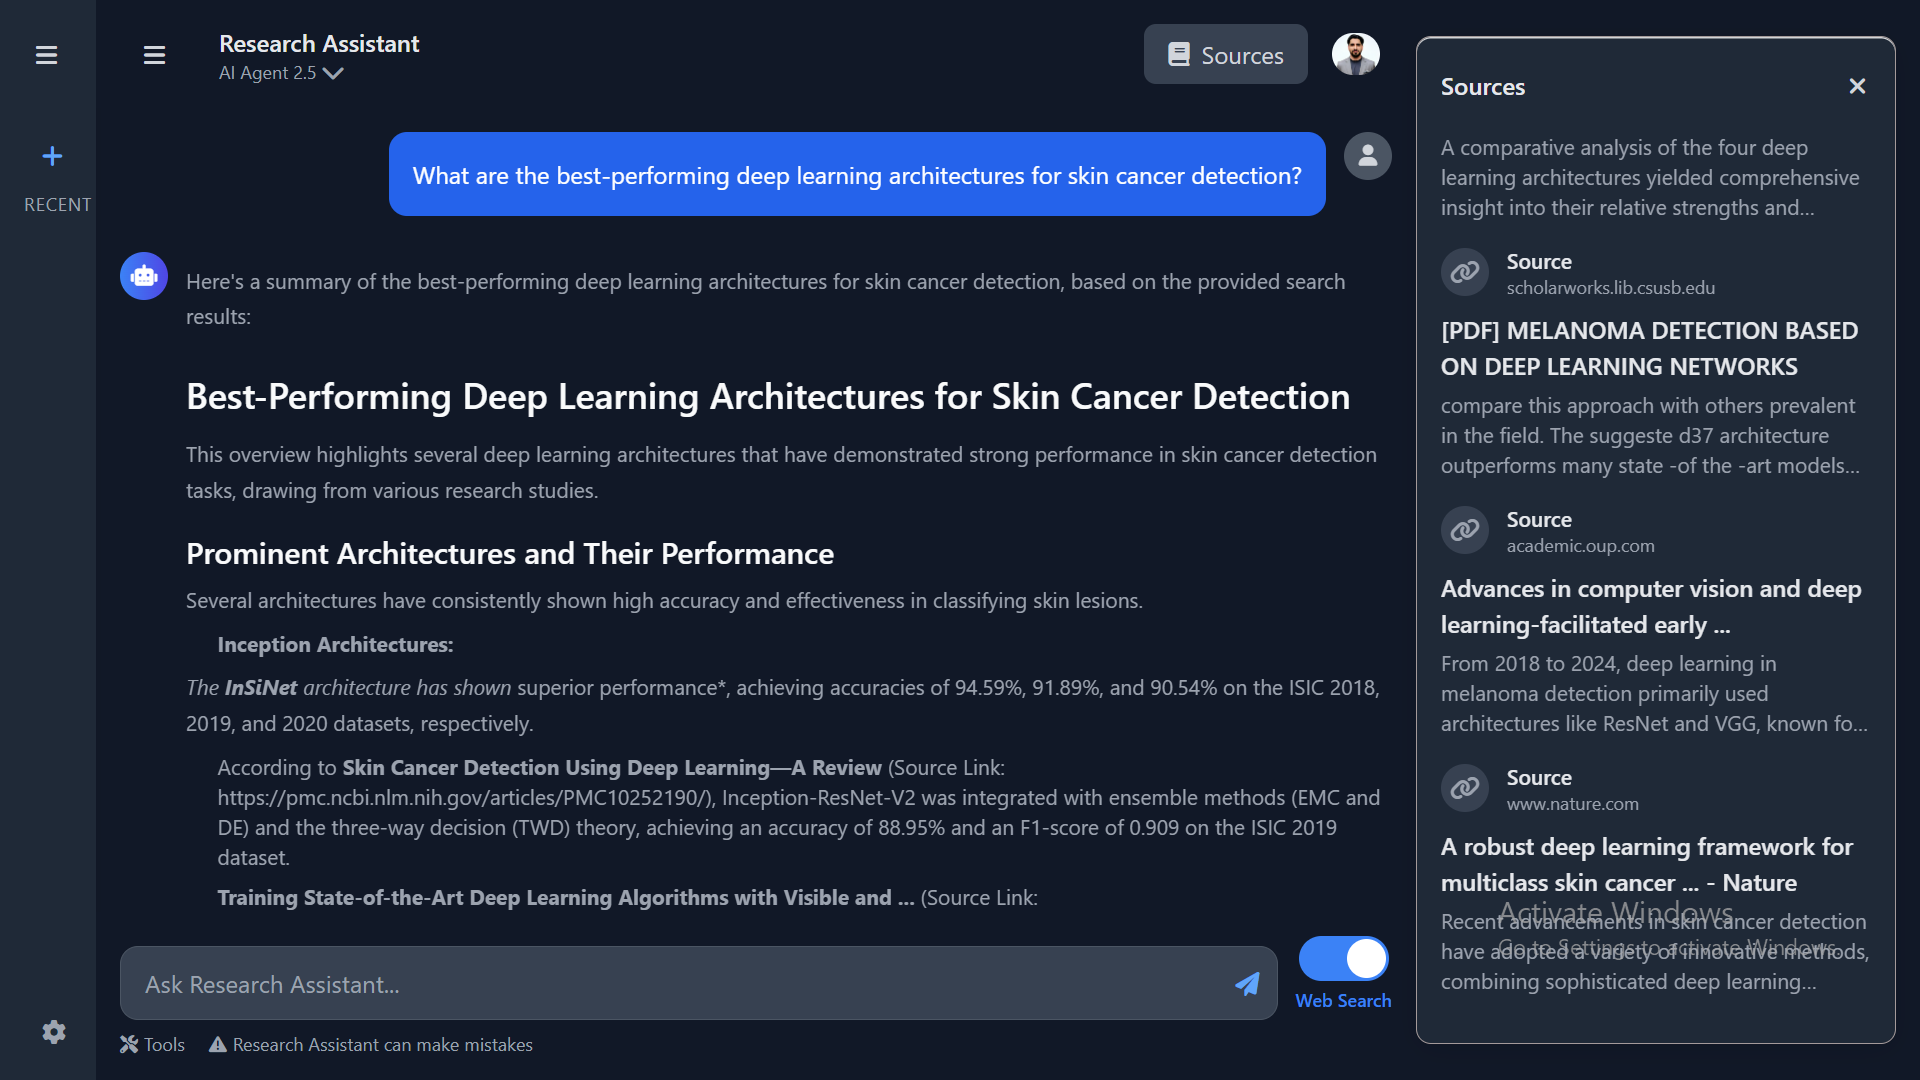 RECENT
Research Assistant
AI Agent 2.5
Sources
What are the best-performing deep learning architectures for skin cancer detection?
Here's a summary of the best-performing deep learning architectures for skin cancer detection, based on the provided search
results:
Best-Performing Deep Learning Architectures for Skin Cancer Detection
This overview highlights several deep learning architectures that have demonstrated strong performance in skin cancer detection
tasks, drawing from various research studies.
Prominent Architectures and Their Performance
Several architectures have consistently shown high accuracy and effectiveness in classifying skin lesions.
Inception Architectures:
The InSiNet architecture has shown superior performance*, achieving accuracies of 94.59%, 91.89%, and 90.54% on the ISIC 2018,
2019, and 2020 datasets, respectively.
According to Skin Cancer Detection Using Deep Learning—A Review (Source Link:
https://pmc.ncbi.nlm.nih.gov/articles/PMC10252190/), Inception-ResNet-V2 was integrated with ensemble methods (EMC and
DE) and the three-way decision (TWD) theory, achieving an accuracy of 88.95% and an F1-score of 0.909 on the ISIC 2019
dataset.
Training State-of-the-Art Deep Learning Algorithms with Visible and ... (Source Link:
Ask Research Assistant...
Web Search
Tools
Research Assistant can make mistakes
Sources
A comparative analysis of the four deep
learning architectures yielded comprehensive
insight into their relative strengths and...
Source
scholarworks.lib.csusb.edu
[PDF] MELANOMA DETECTION BASED
ON DEEP LEARNING NETWORKS
compare this approach with others prevalent
in the field. The suggeste d37 architecture
outperforms many state -of the -art models...
Source
academic.oup.com
Advances in computer vision and deep
learning-facilitated early ...
From 2018 to 2024, deep learning in
melanoma detection primarily used
architectures like ResNet and VGG, known fo...
Source
www.nature.com
A robust deep learning framework for
multiclass skin cancer ... - Nature
Recent advancements in skin cancer detection
have adopted a variety of innovative methods,
combining sophisticated deep learning...
Activate Windows
Go to Settings to activate Windows.